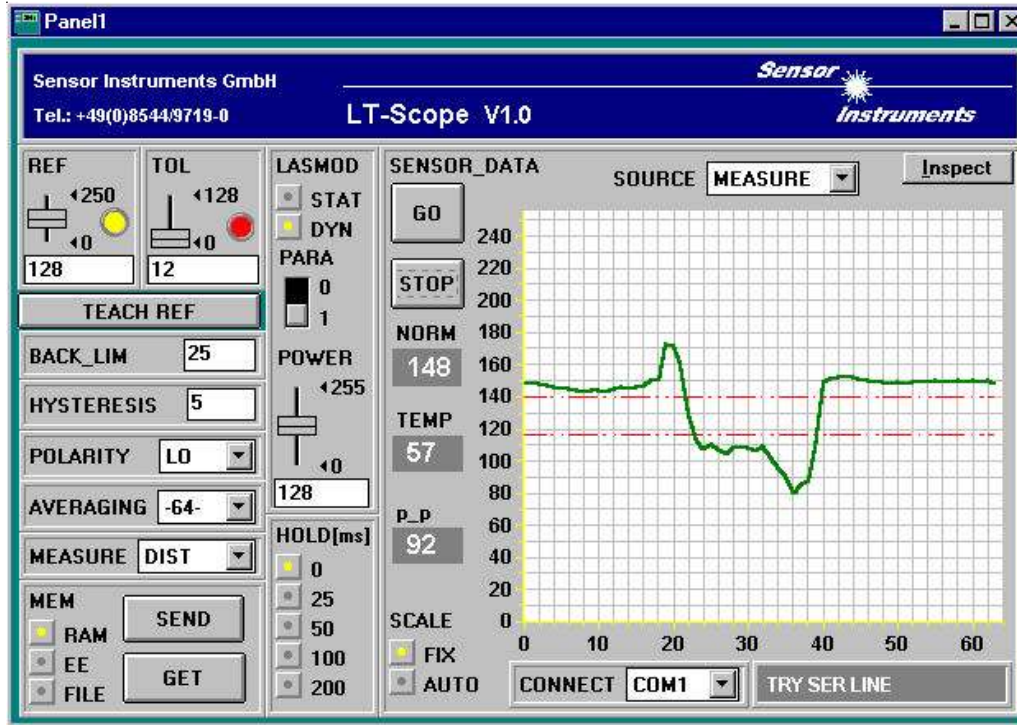 Panel1
Sensor Instruments GmbH
Tel.: +49(0)8544/9719-0
LT-Scope V1.0
Sensor
Instruments
REF
250
0
128
TOL
128
0
12
TEACH REF
BACK_LIM 25
HYSTERESIS 5
POLARITY LO
AVERAGING -64-
MEASURE DIST
MEM
RAM
EE
FILE
SEND
GET
LASMOD
STAT
DYN
PARA
0
1
POWER
255
0
128
HOLD[ms]
0
25
50
100
200
SENSOR_DATA
GO
STOP
NORM
148
TEMP
57
p_p
92
SCALE
FIX
AUTO
SOURCE MEASURE
Inspect
240
220
200
180
160
140
120
100
80
60
40
20
0
0 10 20 30 40 50 60
CONNECT COM1
TRY SER LINE